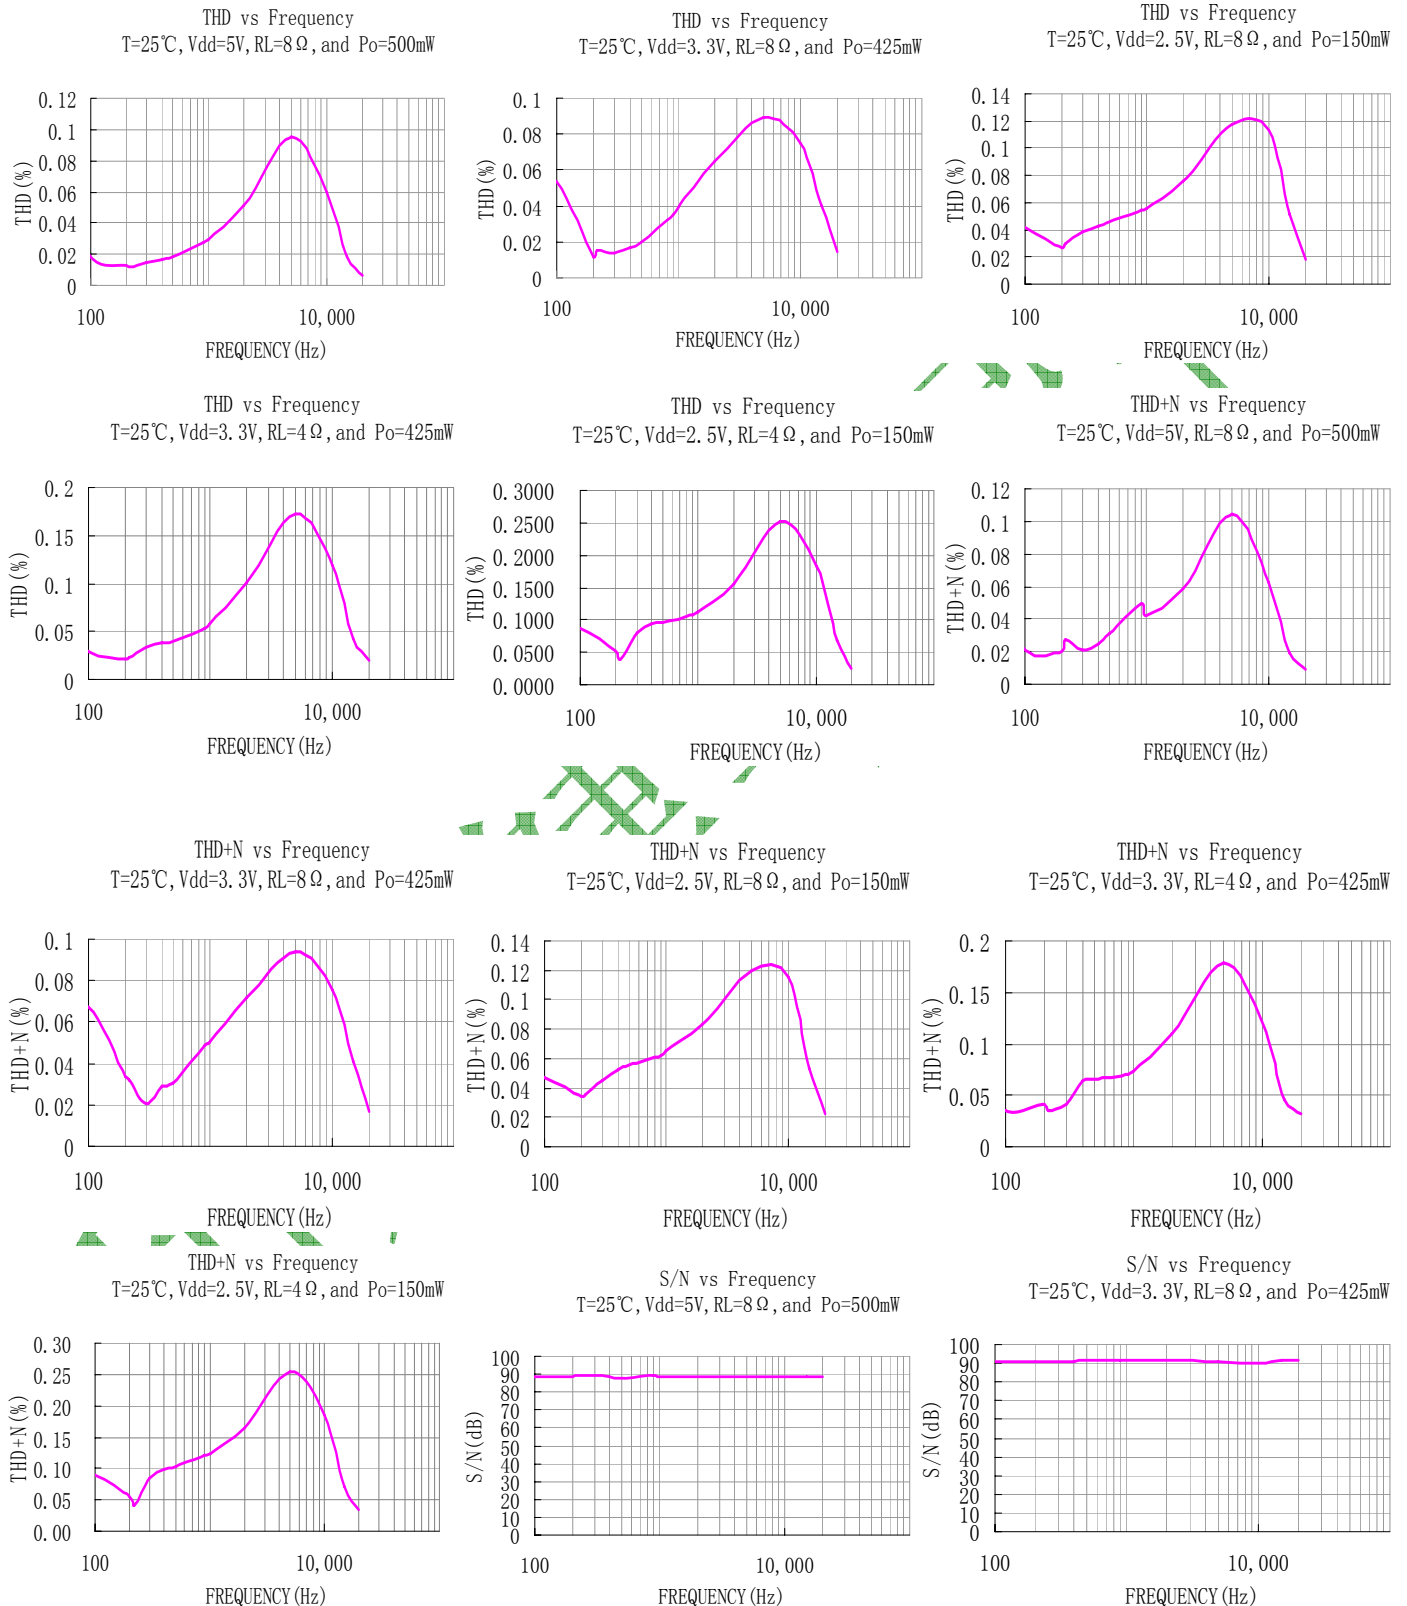 THD vs Frequency
T=25℃, Vdd=5V, RL=8Ω, and Po=500mW
0.12
0.1
0.08
0.06
0.04
0.02
0
THD(%)
100
10,000
FREQUENCY(Hz)
THD vs Frequency
T=25℃, Vdd=3.3V, RL=8Ω, and Po=425mW
0.1
0.08
0.06
0.04
0.02
0
THD(%)
100
10,000
FREQUENCY(Hz)
THD vs Frequency
T=25℃, Vdd=2.5V, RL=8Ω, and Po=150mW
0.14
0.12
0.1
0.08
0.06
0.04
0.02
0
THD(%)
100
10,000
FREQUENCY(Hz)
THD vs Frequency
T=25℃, Vdd=3.3V, RL=4Ω, and Po=425mW
0.2
0.15
0.1
0.05
0
THD(%)
100
10,000
FREQUENCY(Hz)
THD vs Frequency
T=25℃, Vdd=2.5V, RL=4Ω, and Po=150mW
0.3000
0.2500
0.2000
0.1500
0.1000
0.0500
0.0000
THD(%)
100
10,000
FREQUENCY(Hz)
THD+N vs Frequency
T=25℃, Vdd=5V, RL=8Ω, and Po=500mW
0.12
0.1
0.08
0.06
0.04
0.02
0
THD+N(%)
100
10,000
FREQUENCY(Hz)
THD+N vs Frequency
T=25℃, Vdd=3.3V, RL=8Ω, and Po=425mW
0.1
0.08
0.06
0.04
0.02
0
THD+N(%)
100
10,000
FREQUENCY(Hz)
THD+N vs Frequency
T=25℃, Vdd=2.5V, RL=8Ω, and Po=150mW
0.14
0.12
0.1
0.08
0.06
0.04
0.02
0
THD+N(%)
100
10,000
FREQUENCY(Hz)
THD+N vs Frequency
T=25℃, Vdd=3.3V, RL=4Ω, and Po=425mW
0.2
0.15
0.1
0.05
0
THD+N(%)
100
10,000
FREQUENCY(Hz)
THD+N vs Frequency
T=25℃, Vdd=2.5V, RL=4Ω, and Po=150mW
0.30
0.25
0.20
0.15
0.10
0.05
0.00
THD+N(%)
100
10,000
FREQUENCY(Hz)
S/N vs Frequency
T=25℃, Vdd=5V, RL=8Ω, and Po=500mW
100
90
80
70
60
50
40
30
20
10
0
S/N(dB)
100
10,000
FREQUENCY(Hz)
S/N vs Frequency
T=25℃, Vdd=3.3V, RL=8Ω, and Po=425mW
100
90
80
70
60
50
40
30
20
10
0
S/N(dB)
100
10,000
FREQUENCY(Hz)